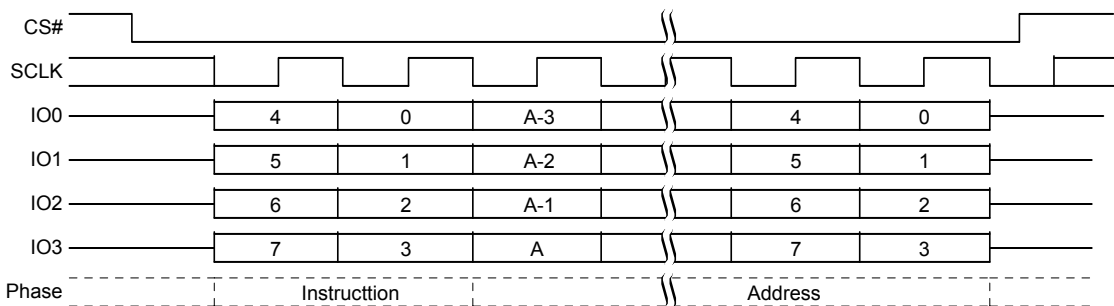 CS#
SCLK
IO0 4 0 A-3 4 0
IO1 5 1 A-2 5 1
IO2 6 2 A-1 6 2
IO3 7 3 A 7 3
Phase Instructtion Address